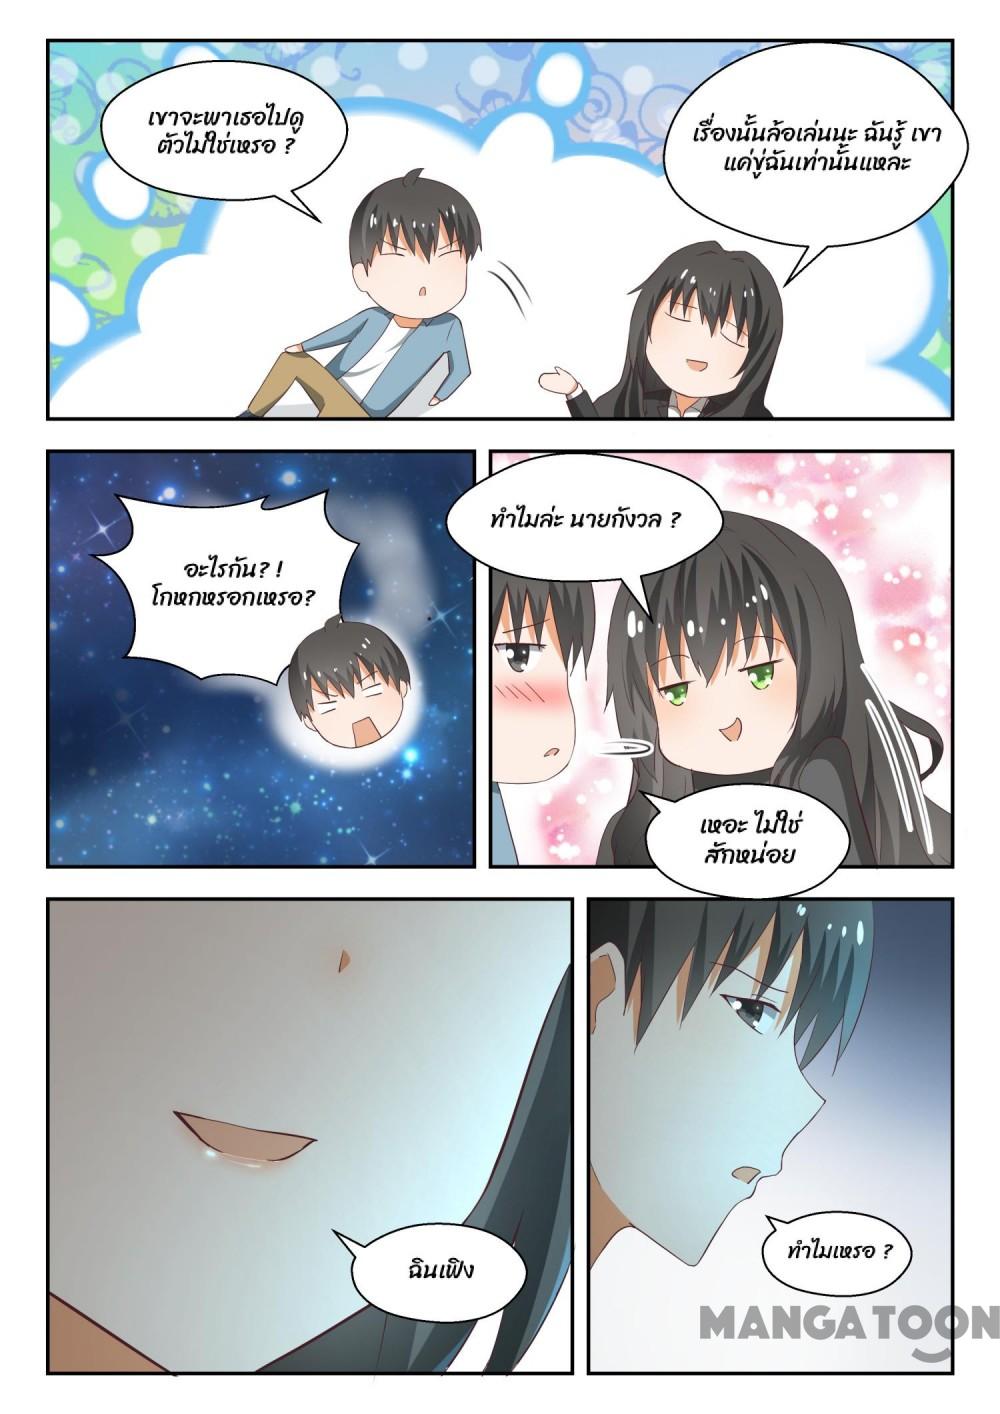 เขาจะพาเธอไปดู
ตัวไม่ใช่เหรอ ?
เรื่องนั้นล้อเล่นนะ ฉันรู้ เขา
แค่ขู่ฉันเท่านั้นแหละ
อะไรกัน? !
โกหกหรอกเหรอ?
ทำไมล่ะ นายกังวล ?
เหอะ ไม่ใช่
สักหน่อย
ฉินเฟิง
ทำไมเหรอ ?
MANGATOON